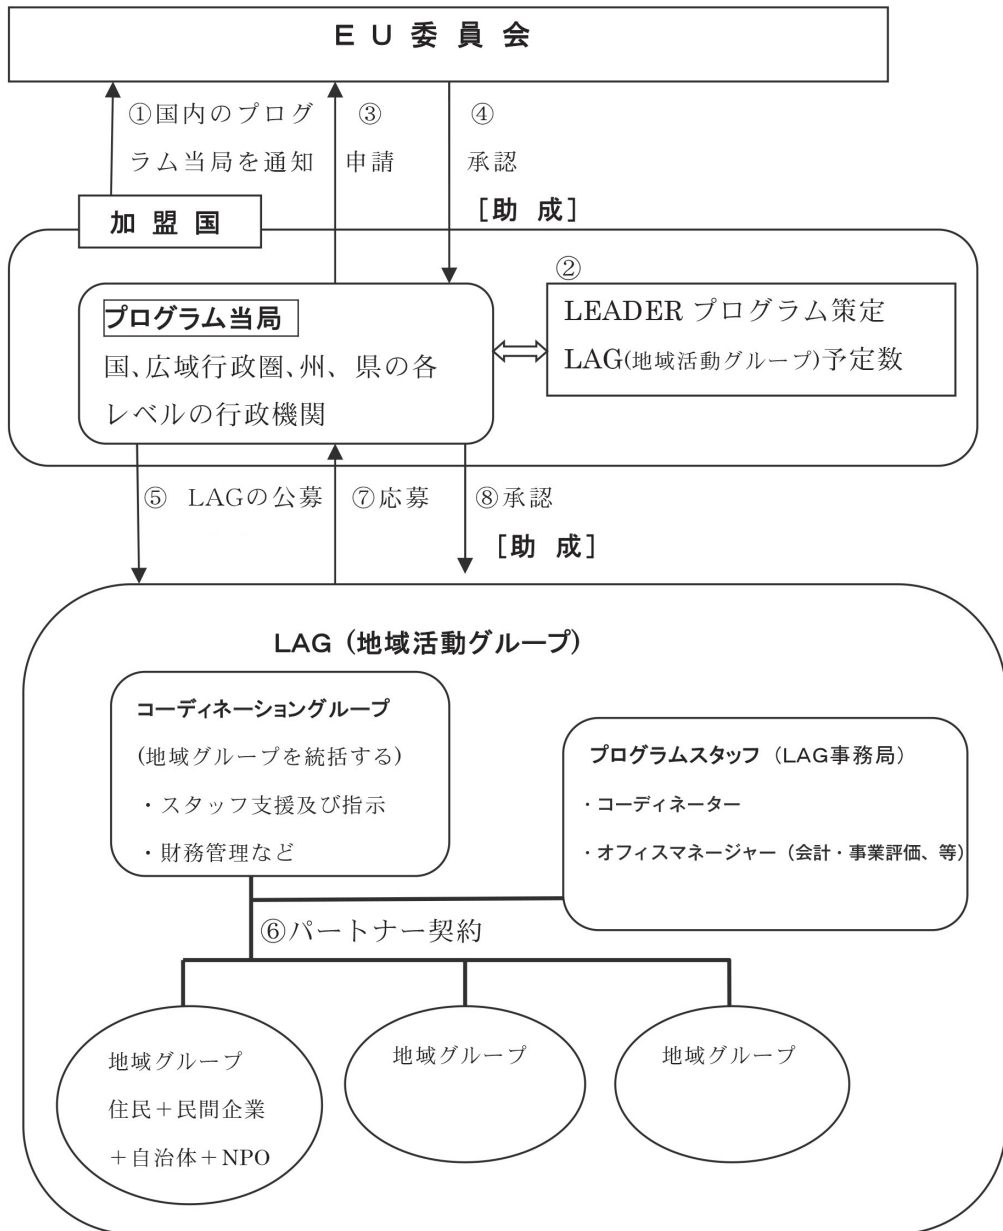 ＥＵ委員会
①国内のプログ
ラム当局を通知
③
申請
④
承認
［助 成］
加 盟 国
プログラム当局
国、広域行政圏、州、県の各
レベルの行政機関
②
LEADER プログラム策定
LAG(地域活動グループ)予定数
⑤ LAGの公募
⑦応募
⑧承認
［助 成］
LAG（地域活動グループ）
コーディネーショングループ
(地域グループを統括する)
・スタッフ支援及び指示
・財務管理など
プログラムスタッフ（LAG事務局）
・コーディネーター
・オフィスマネージャー（会計・事業評価、等）
⑥パートナー契約
地域グループ
住民＋民間企業
＋自治体＋NPO
地域グループ
地域グループ